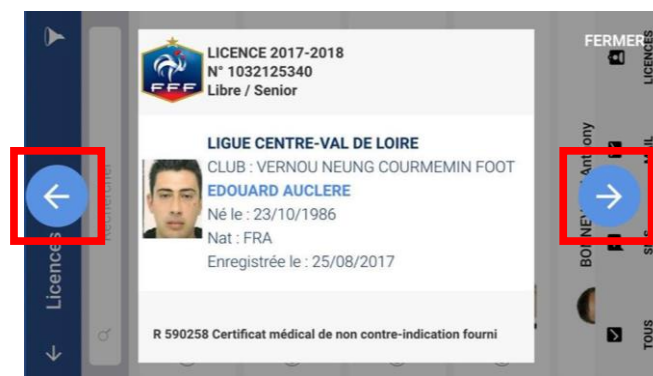 FERMER
LICENCE 2017-2018
N° 1032125340
Libre / Senior
FFF
LIGUE CENTRE-VAL DE LOIRE
CLUB : VERNOU NEUNG COURMEMIN FOOT
EDOUARD AUCLERE
Né le : 23/10/1986
Nat : FRA
Enregistrée le : 25/08/2017
R 590258 Certificat médical de non contre-indication fourni
Licences
Rechercher
LICENCES
MAIL
TOUS